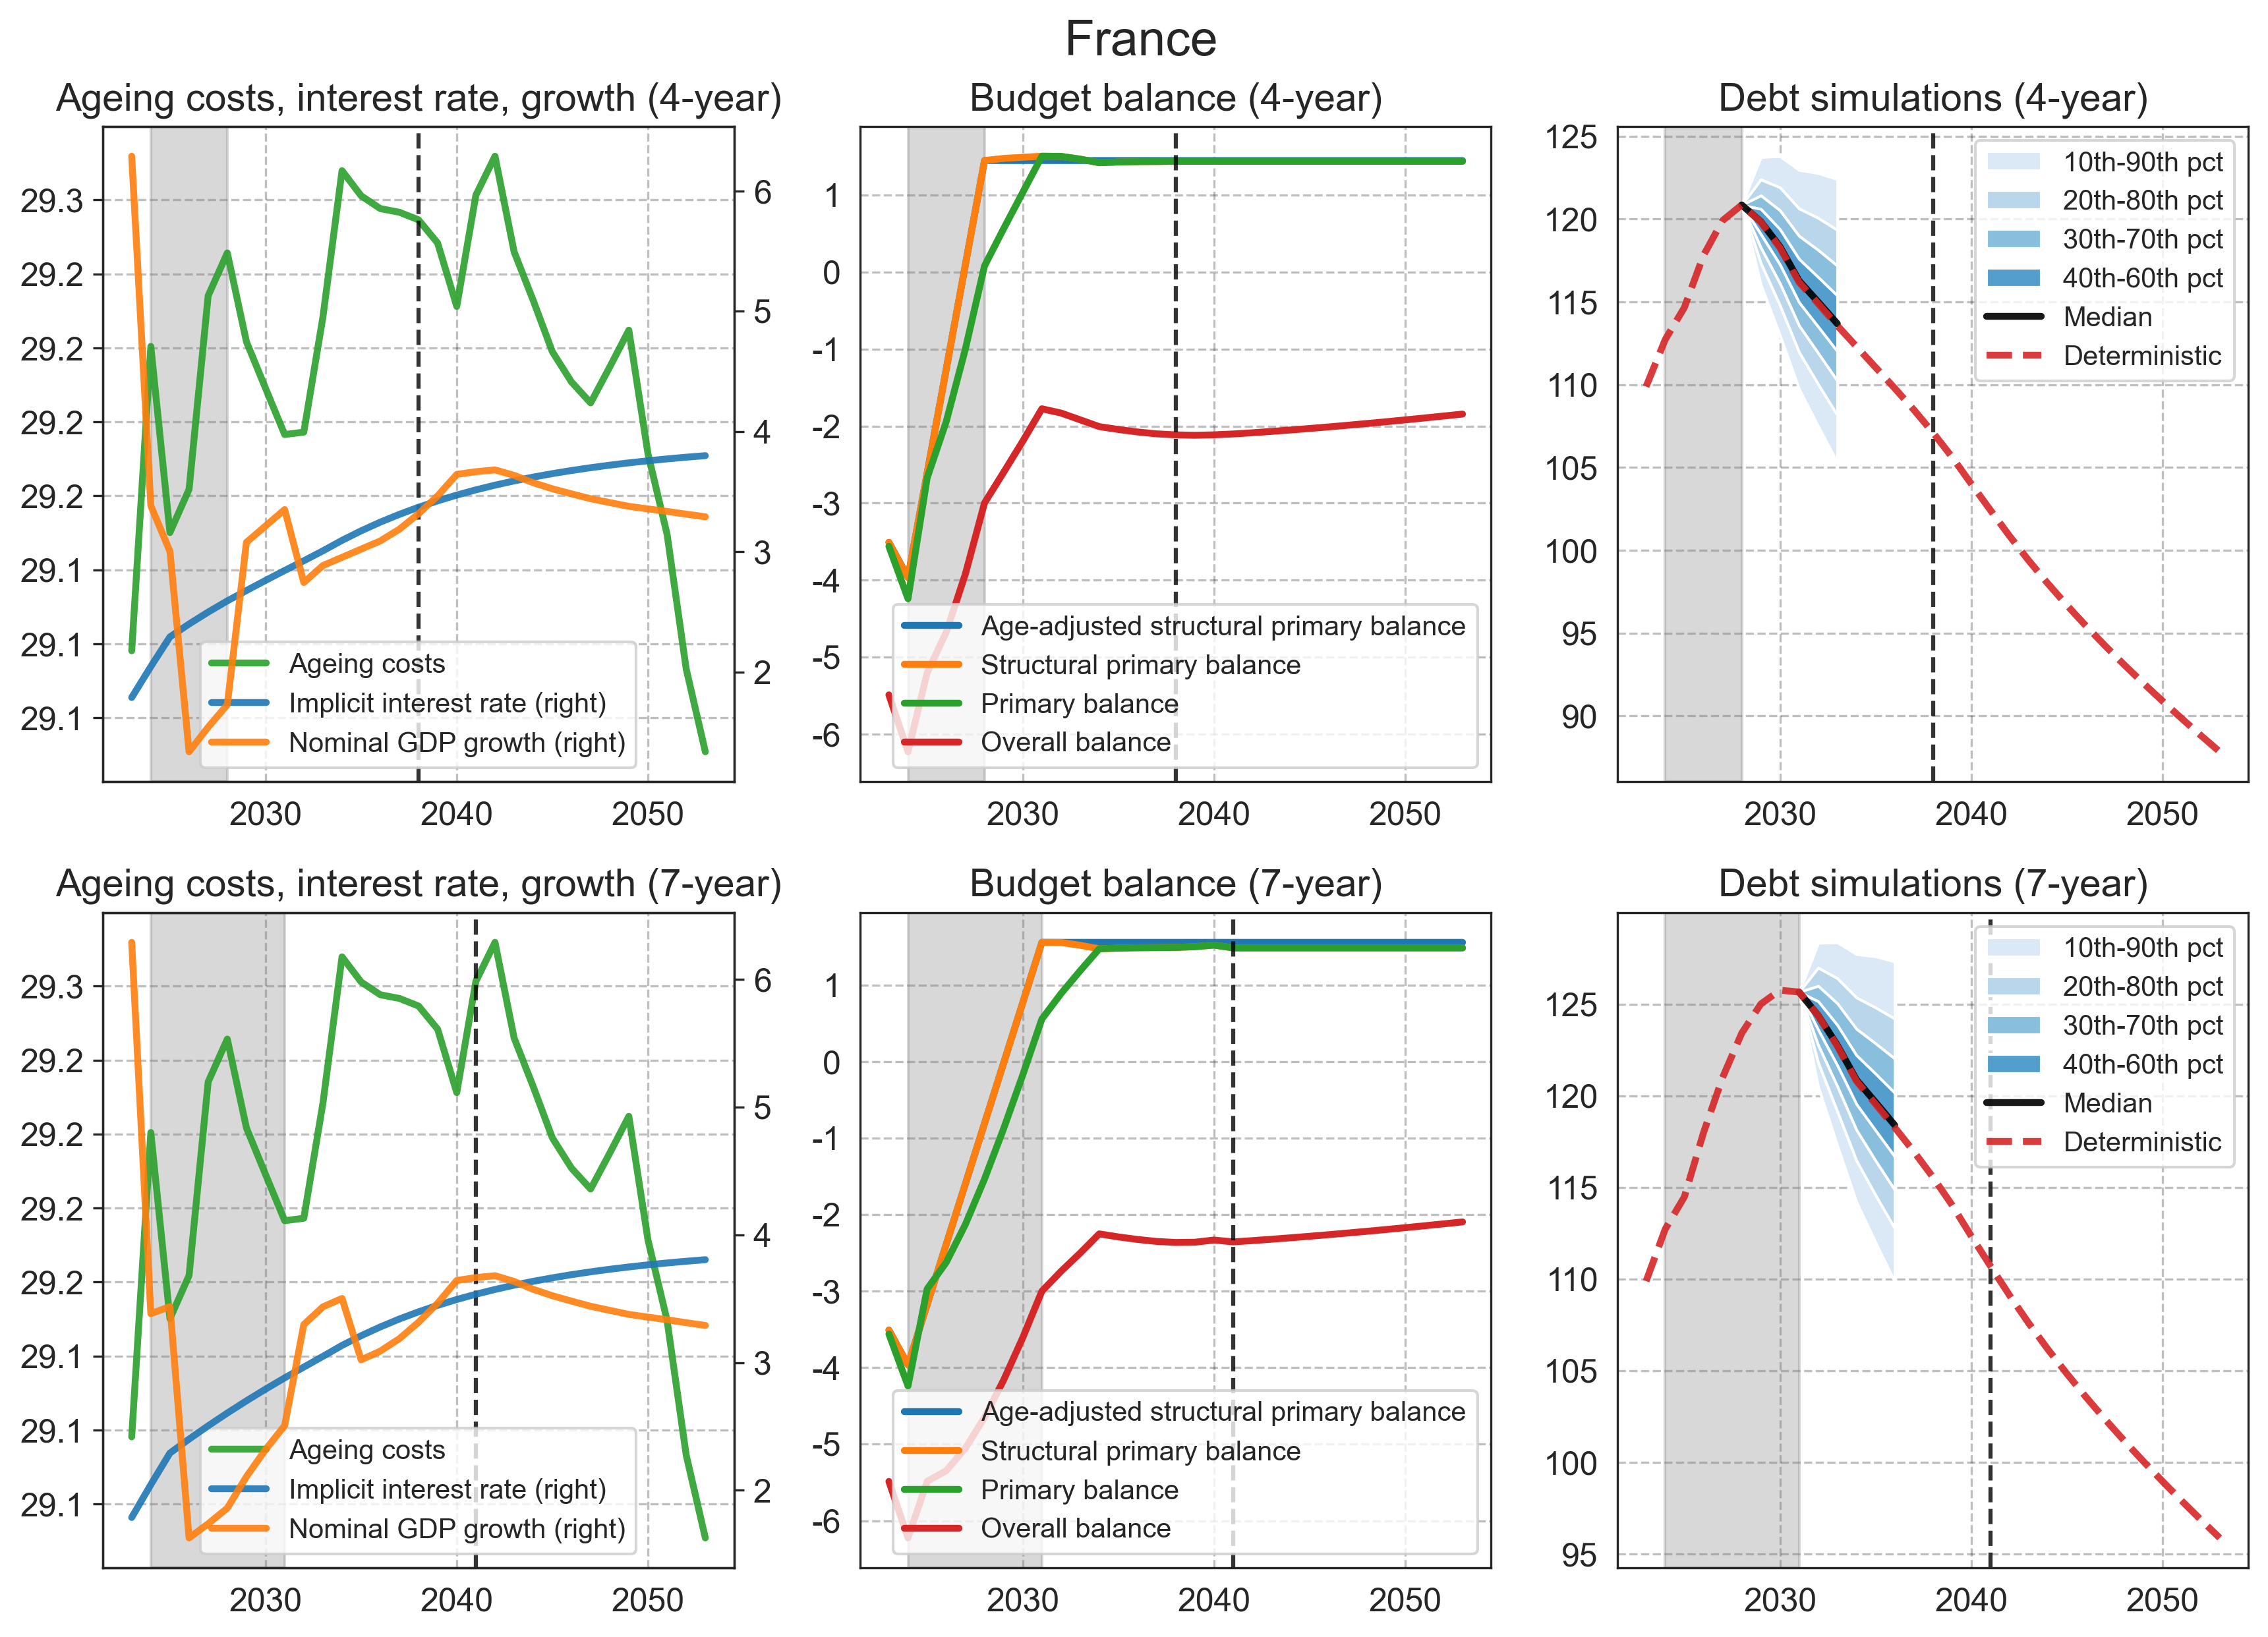 France
Ageing costs, interest rate, growth (4-year)
29.3
29.2
29.2
29.2
29.2
29.1
29.1
29.1
6
5
4
3
2
2030
2040
2050
Ageing costs
Implicit interest rate (right)
Nominal GDP growth (right)
Budget balance (4-year)
1
0
-1
-2
-3
-4
-5
-6
2030
2040
2050
Age-adjusted structural primary balance
Structural primary balance
Primary balance
Overall balance
Debt simulations (4-year)
125
120
115
110
105
100
95
90
2030
2040
2050
10th-90th pct
20th-80th pct
30th-70th pct
40th-60th pct
Median
Deterministic
Ageing costs, interest rate, growth (7-year)
29.3
29.2
29.2
29.2
29.2
29.1
29.1
29.1
6
5
4
3
2
2030
2040
2050
Ageing costs
Implicit interest rate (right)
Nominal GDP growth (right)
Budget balance (7-year)
1
0
-1
-2
-3
-4
-5
-6
2030
2040
2050
Age-adjusted structural primary balance
Structural primary balance
Primary balance
Overall balance
Debt simulations (7-year)
125
120
115
110
105
100
95
2030
2040
2050
10th-90th pct
20th-80th pct
30th-70th pct
40th-60th pct
Median
Deterministic